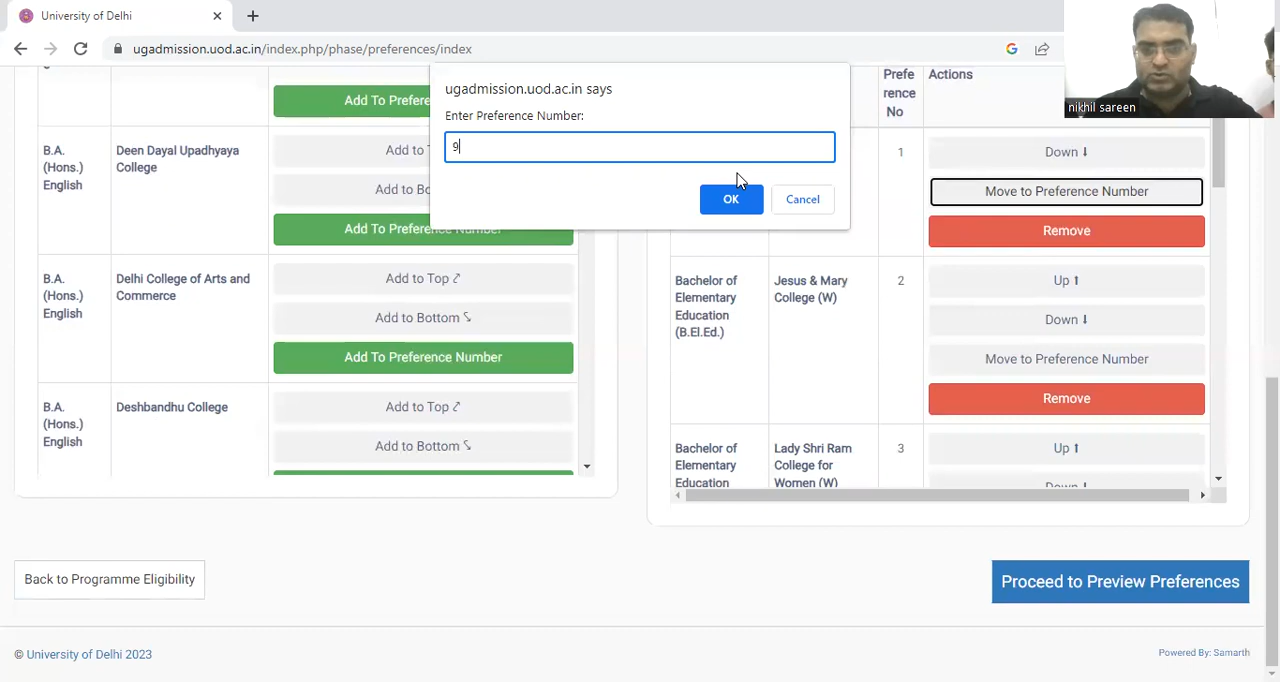 University of Delhi
ugadmission.uod.ac.in/index.php/phase/preferences/index
nikhil sareen
ugadmission.uod.ac.in says
Enter Preference Number:
9
OK
Cancel
Add To Prefere
B.A.
(Hons.)
English
Deen Dayal Upadhyaya
College
Add to T
Add to Bo
Add To Preference Number
B.A.
(Hons.)
English
Delhi College of Arts and
Commerce
Add to Top
Add to Bottom
Add To Preference Number
B.A.
(Hons.)
English
Deshbandhu College
Add to Top
Add to Bottom
Prefe
rence
No
Actions
1
Down
Move to Preference Number
Remove
Bachelor of
Elementary
Education
(B.El.Ed.)
Jesus & Mary
College (W)
2
Up
Down
Move to Preference Number
Remove
Bachelor of
Elementary
Education
Lady Shri Ram
College for
Women (W)
3
Up
Down
Back to Programme Eligibility
Proceed to Preview Preferences
© University of Delhi 2023
Powered By: Samarth